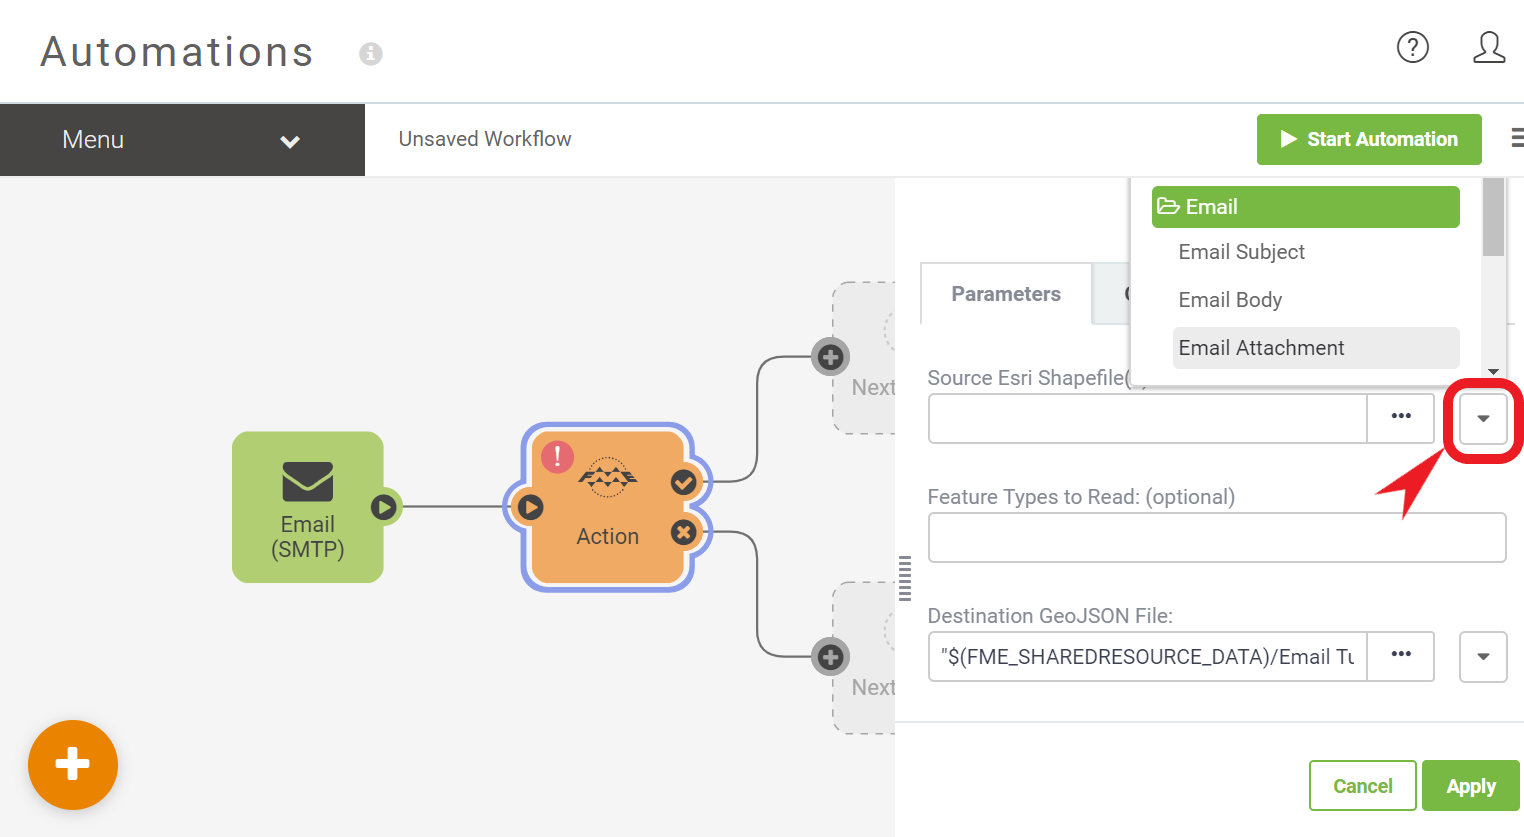 Automations
Menu
Unsaved Workflow
Start Automation
Email
Email Subject
Email Body
Email Attachment
Parameters
Source Esri Shapefile(
Feature Types to Read: (optional)
Destination GeoJSON File:
"$(FME_SHAREDRESOURCE_DATA)/Email Tu
Next
Email
(SMTP)
FME
Action
Next
Cancel
Apply